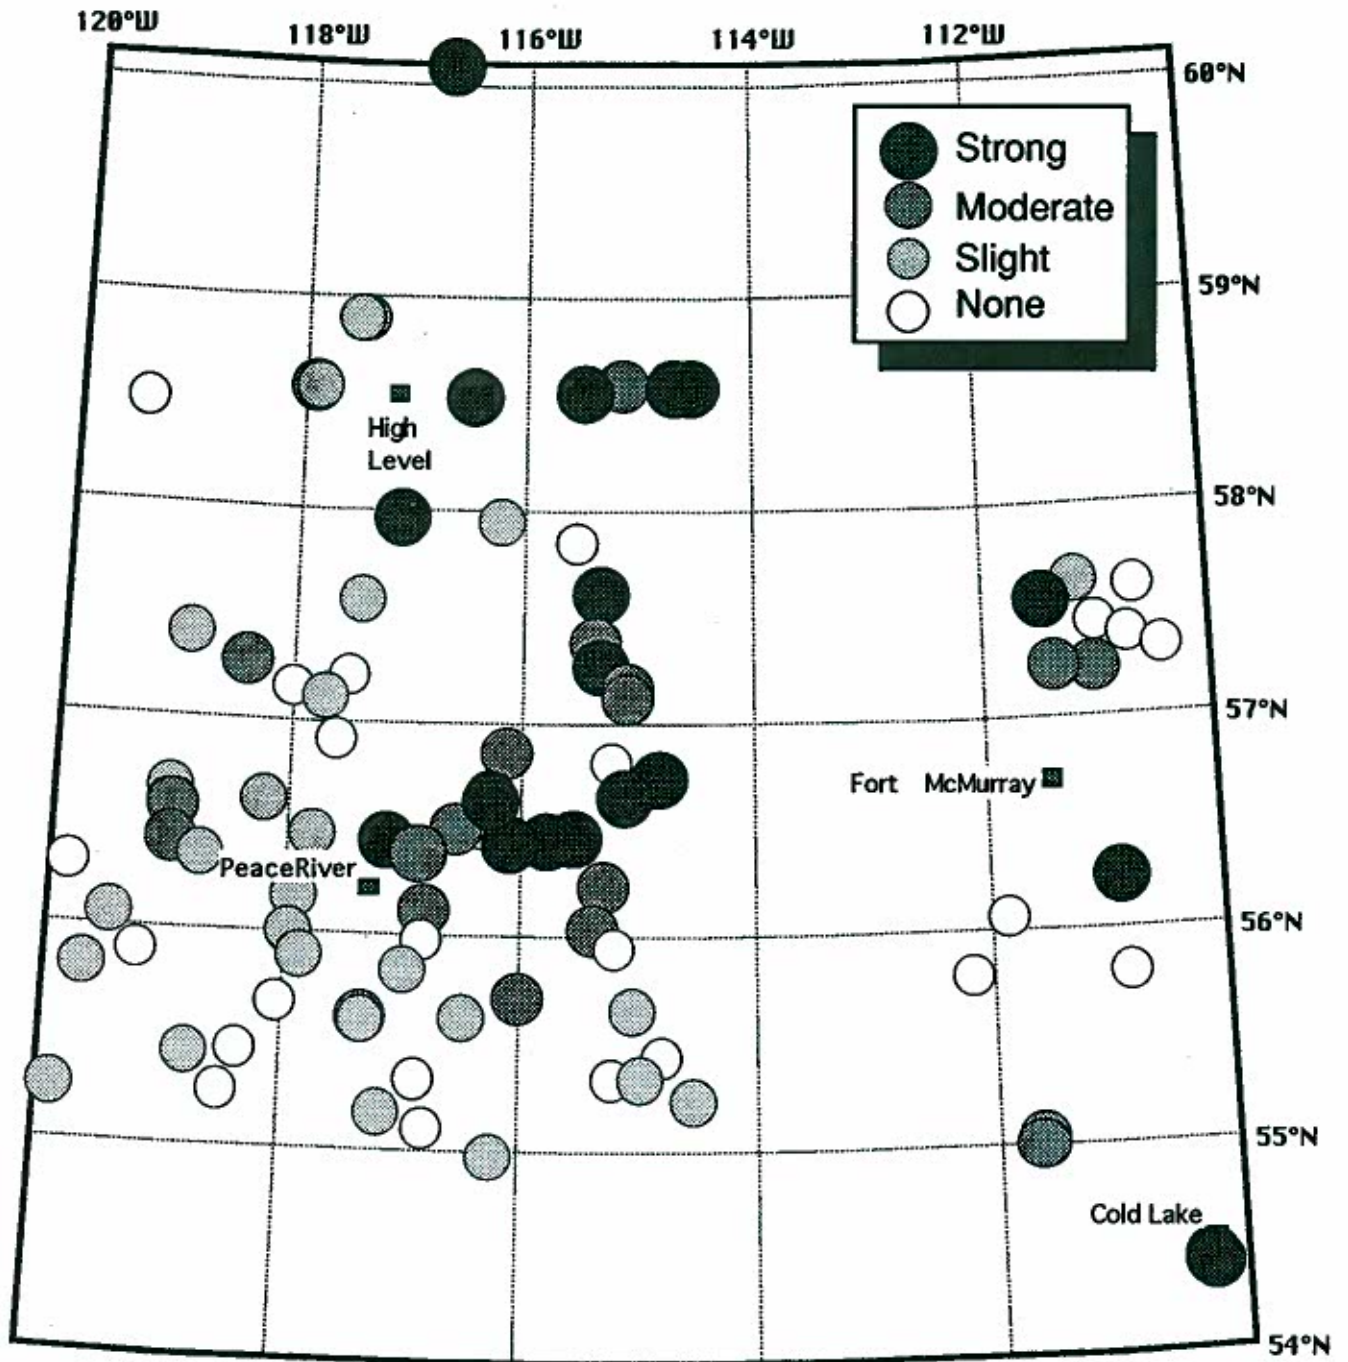 120°W
118°W
116°W
114°W
112°W
60°N
Strong
Moderate
Slight
None
59°N
High
Level
58°N
57°N
Fort McMurray
PeaceRiver
56°N
55°N
Cold Lake
54°N